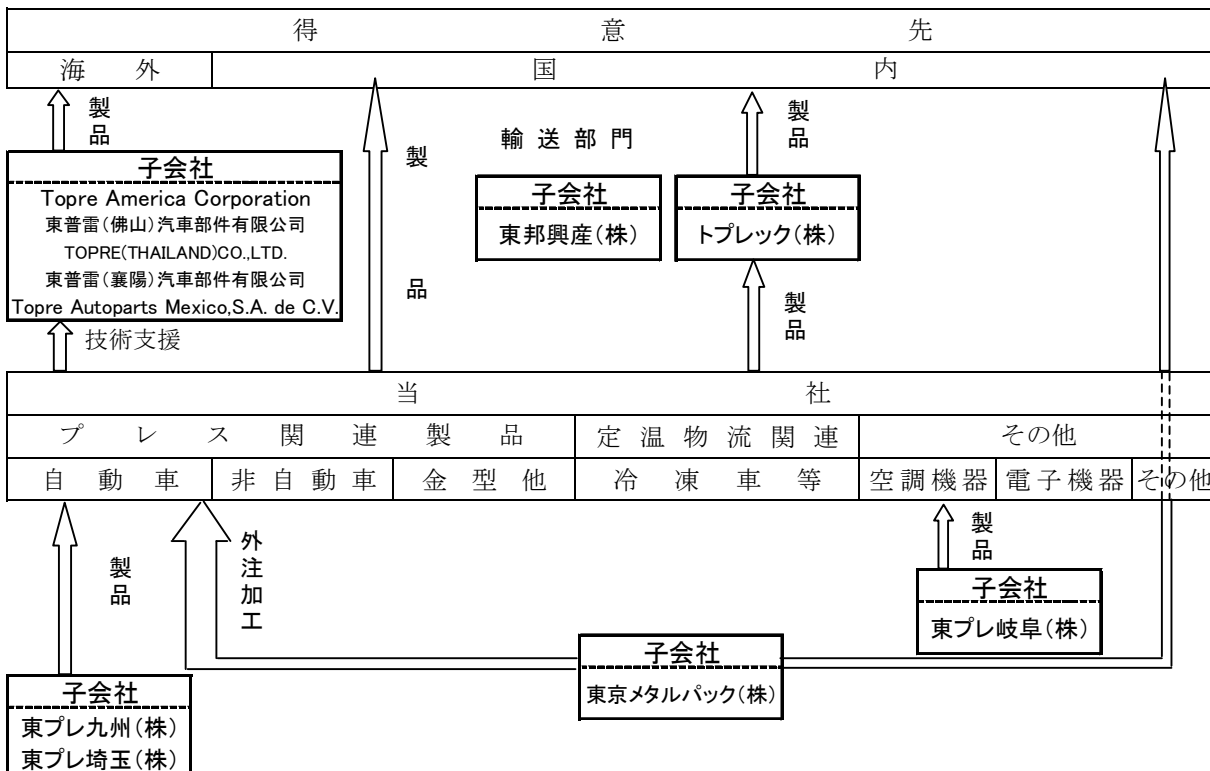 得意先
海外 国内
製品
製品
輸送部門
製品
子会社
Topre America Corporation
東普雷(佛山)汽車部件有限公司
TOPRE(THAILAND)CO.,LTD.
東普雷(襄陽)汽車部件有限公司
Topre Autoparts Mexico,S.A. de C.V.
子会社
東邦興産(株)
子会社
トプレック(株)
製品
技術支援
当社
プレス関連製品 定温物流関連 その他
自動車 非自動車 金型他 冷凍車等 空調機器 電子機器 その他
製品
外注加工
製品
子会社
東プレ岐阜(株)
子会社
東京メタルパック(株)
子会社
東プレ九州(株)
東プレ埼玉(株)